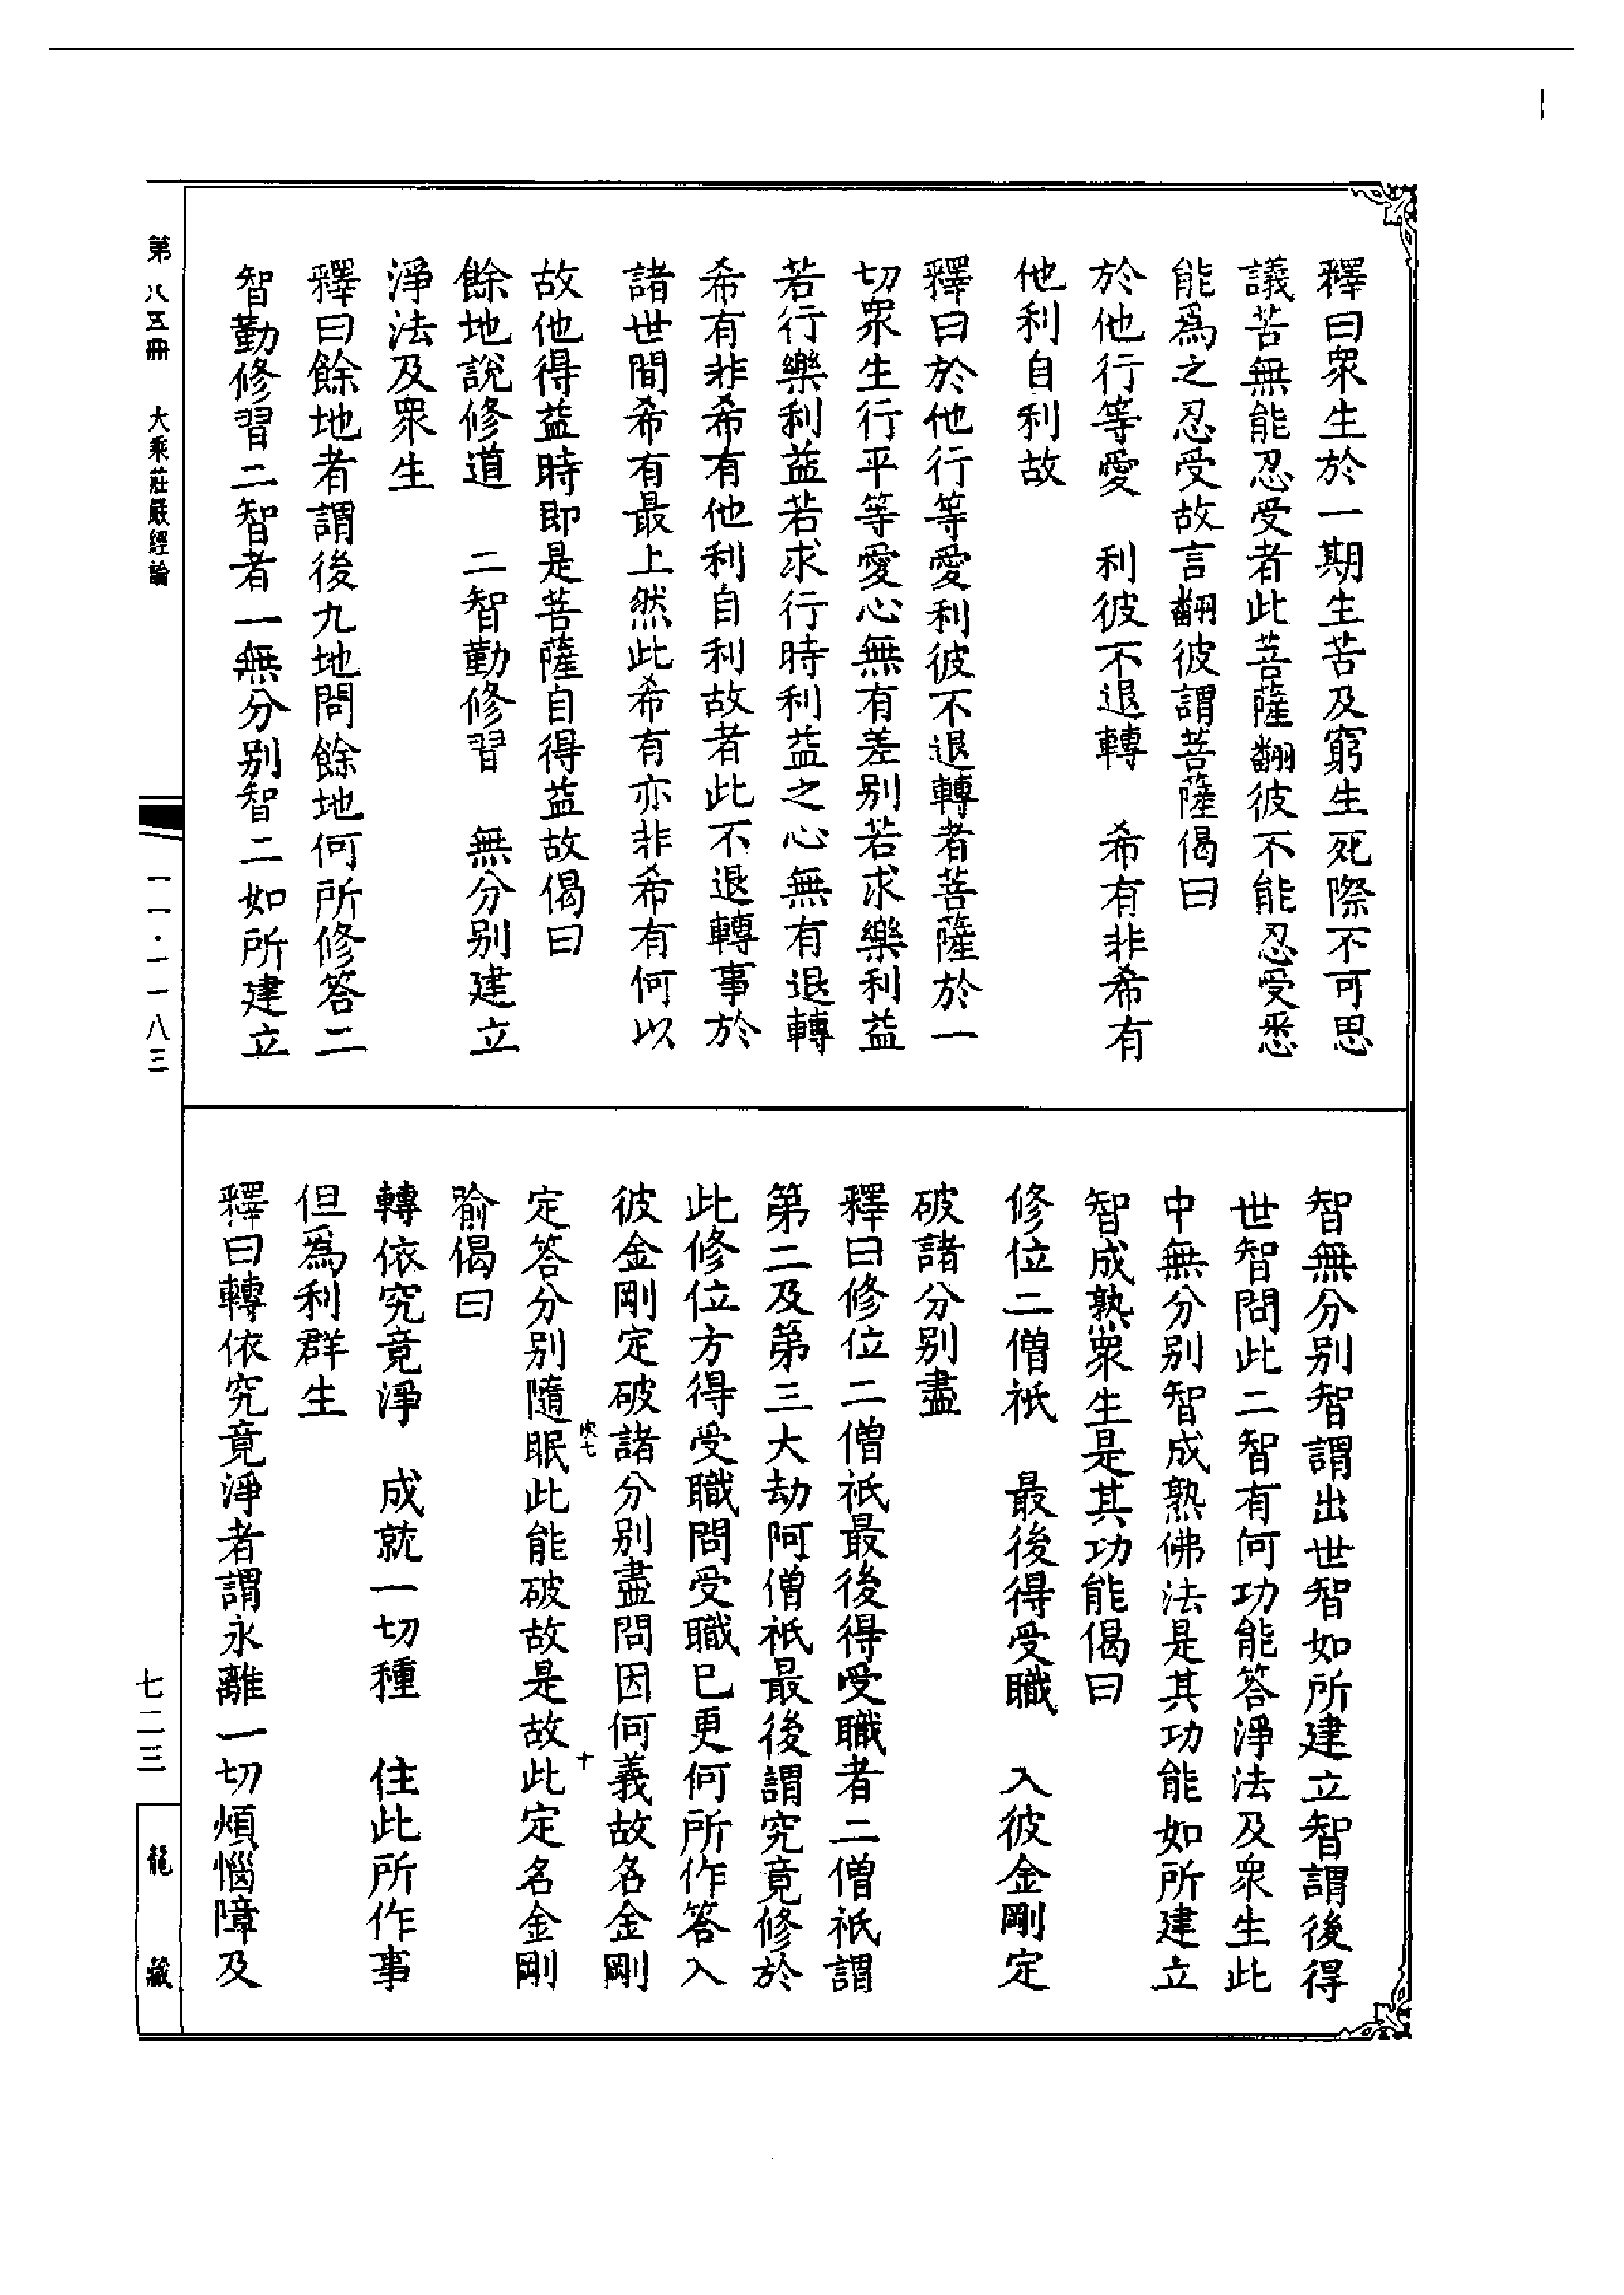 釋曰衆生於一期生苦及窮生死際不可思
議苦無能忍受者此菩薩翻彼不能忍受悉
能爲之忍受故言翻彼謂菩薩偈曰
於他行等愛　利彼不退轉　希有非希有
他利自利故
釋曰於他行等愛利彼不退轉者菩薩於一
切衆生行平等愛心無有差别若求樂利益
若行樂利益若求行時利益之心無有退轉
希有非希有他利自利故者此不退轉事於
諸世間希有最上然此希有亦非希有何以
故他得益時即是菩薩自得益故偈曰
餘地說修道　二智勤修習　無分别建立
淨法及衆生
釋曰餘地者謂後九地問餘地何所修答二
智勤修習二智者一無分别智二如所建立
智無分别智謂出世智如所建立智謂後得
世智問此二智有何功能答淨法及衆生此
中無分别智成熟佛法是其功能如所建立
智成熟衆生是其功能偈曰
修位二僧祇　最後得受職　入彼金剛定
破諸分别盡
釋曰修位二僧祇最後得受職者二僧祇謂
第二及第三大劫阿僧祇最後謂究竟修於
此修位方得受職問受職已更何所作答入
彼金剛定破諸分别盡問因何義故名金剛
定答分别隨眠此能破故是故此定名金剛
喻偈曰
轉依究竟淨　成就一切種　住此所作事
但爲利群生
釋曰轉依究竟淨者謂永離一切煩惱障及
第八五冊　大乘莊嚴經論
一一·一一八三
七二三
龍藏